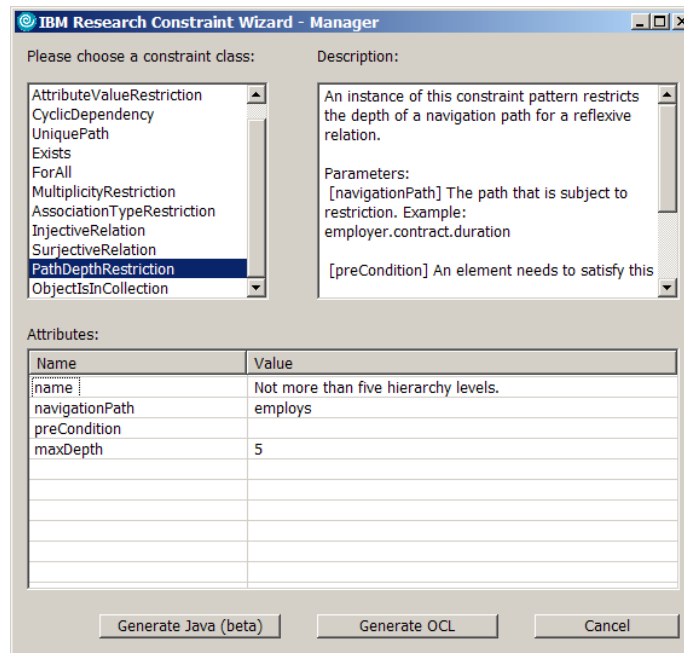 IBM Research Constraint Wizard - Manager
Please choose a constraint class:
Description:
AttributeValueRestriction
CyclicDependency
UniquePath
Exists
ForAll
MultiplicityRestriction
AssociationTypeRestriction
InjectiveRelation
SurjectiveRelation
PathDepthRestriction
ObjectIsInCollection
An instance of this constraint pattern restricts
the depth of a navigation path for a reflexive
relation.
Parameters:
[navigationPath] The path that is subject to
restriction. Example:
employer.contract.duration
[preCondition] An element needs to satisfy this
Attributes:
Name Value
name Not more than five hierarchy levels.
navigationPath employs
preCondition
maxDepth 5
Generate Java (beta) Generate OCL Cancel